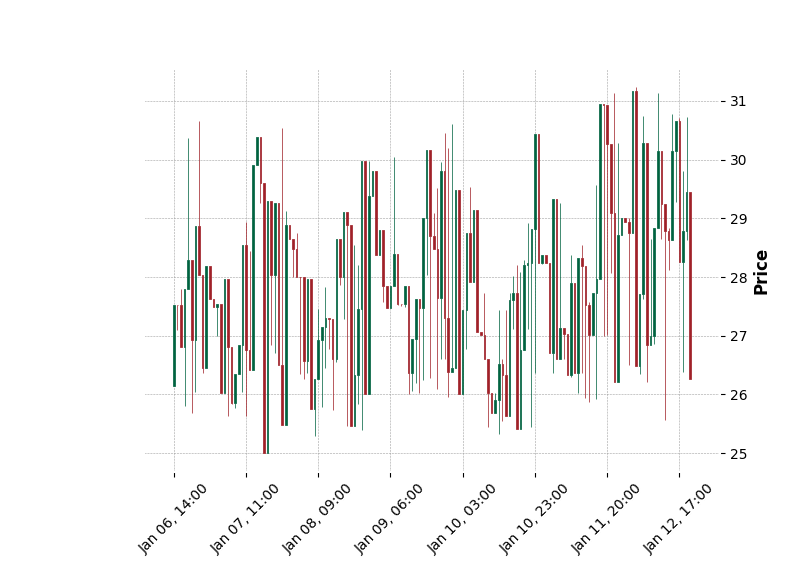 31
30
29
28
27
26
25
Price
Jan 06, 14:00
Jan 07, 11:00
Jan 08, 09:00
Jan 09, 06:00
Jan 10, 03:00
Jan 10, 23:00
Jan 11, 20:00
Jan 12, 17:00